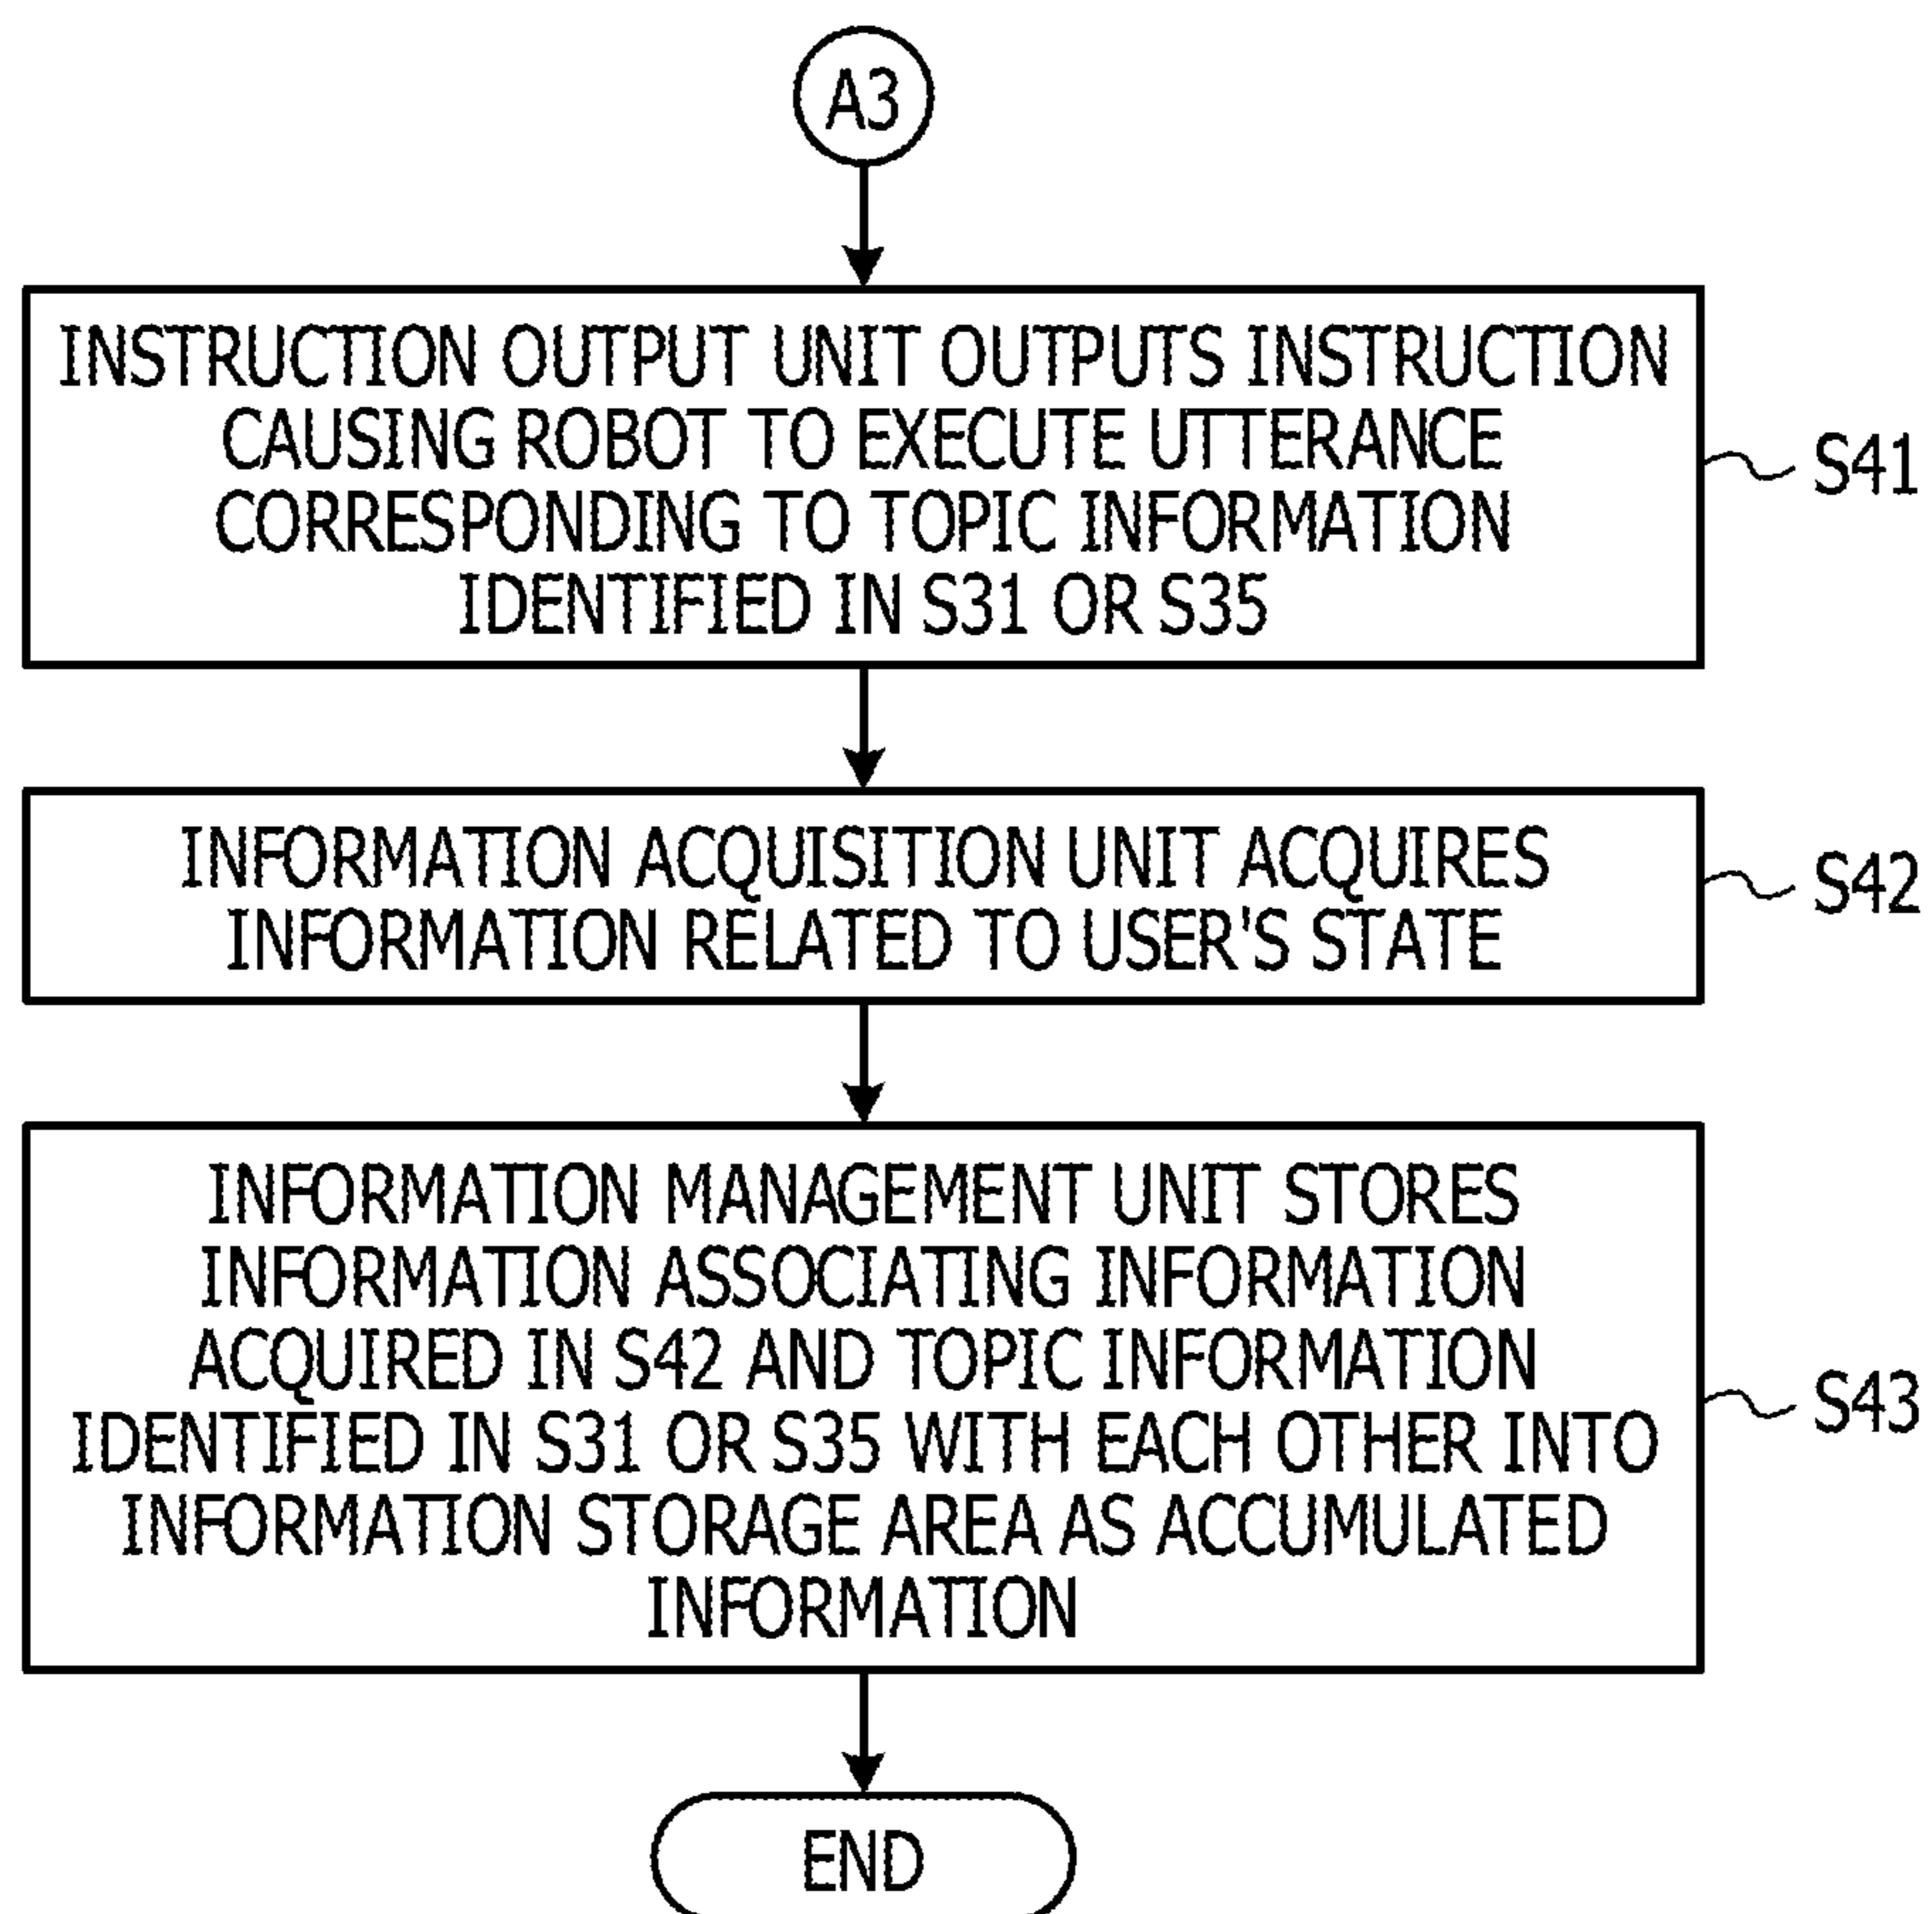 A3
INSTRUCTION OUTPUT UNIT OUTPUTS INSTRUCTION
CAUSING ROBOT TO EXECUTE UTTERANCE
CORRESPONDING TO TOPIC INFORMATION
IDENTIFIED IN S31 OR S35
S41
INFORMATION ACQUISITION UNIT ACQUIRES
INFORMATION RELATED TO USER'S STATE
S42
INFORMATION MANAGEMENT UNIT STORES
INFORMATION ASSOCIATING INFORMATION
ACQUIRED IN S42 AND TOPIC INFORMATION
IDENTIFIED IN S31 OR S35 WITH EACH OTHER INTO
INFORMATION STORAGE AREA AS ACCUMULATED
INFORMATION
S43
END